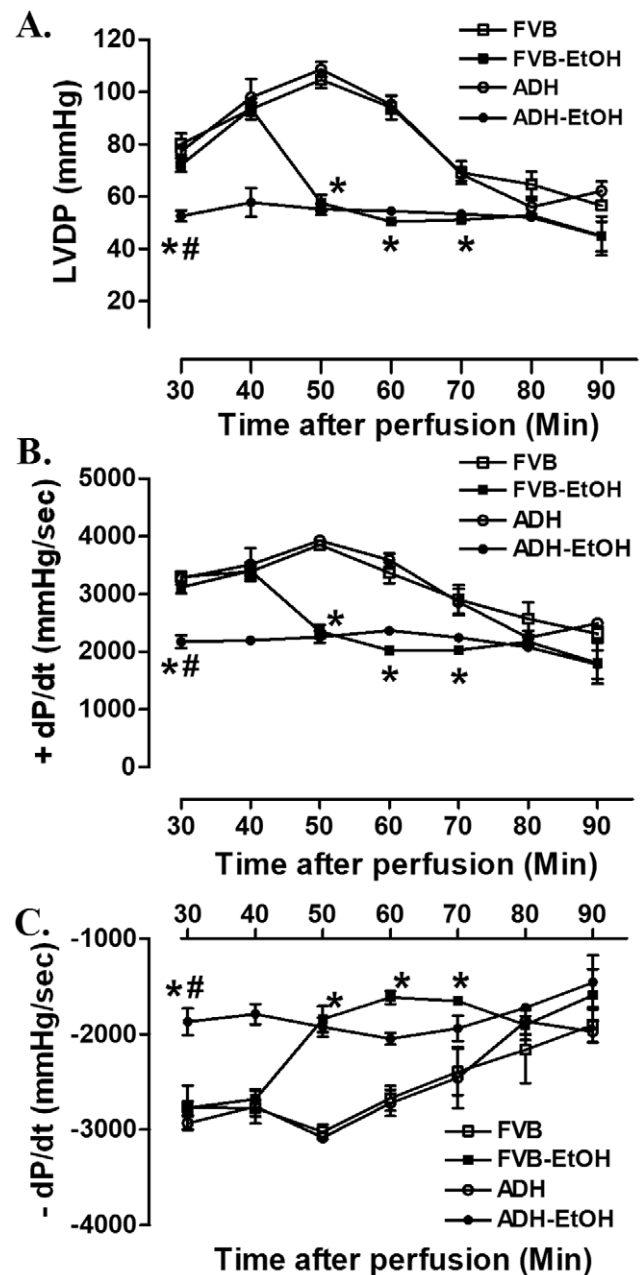 A.
FVB
FVB-EtOH
ADH
ADH-EtOH
LVDP (mmHg)
120
100
80
60
40
20
*
*#
*
*
30 40 50 60 70 80 90
Time after perfusion (Min)
B.
FVB
FVB-EtOH
ADH
ADH-EtOH
+ dP/dt (mmHg/sec)
5000
4000
3000
2000
1000
0
*
*#
*
*
30 40 50 60 70 80 90
Time after perfusion (Min)
C.
30 40 50 60 70 80 90
- dP/dt (mmHg/sec)
-1000
-2000
-3000
-4000
*#
*
*
*
FVB
FVB-EtOH
ADH
ADH-EtOH
Time after perfusion (Min)